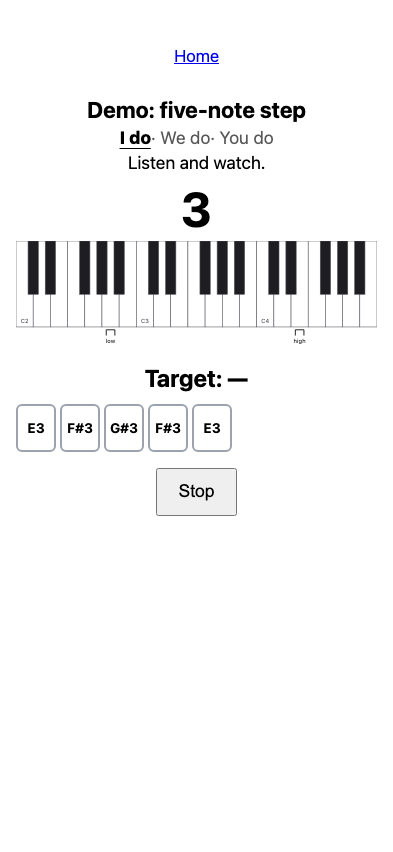 Home
Demo: five-note step
I do· We do· You do
Listen and watch.
3
C2 C3 C4
low high
Target: —
E3 F#3 G#3 F#3 E3
Stop